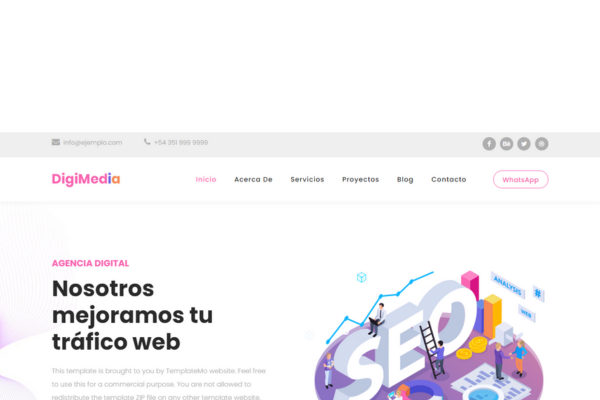 info@ejemplo.com +54 351 999 9999
DigiMedia Inicio Acerca De Servicios Proyectos Blog Contacto WhatsApp
AGENCIA DIGITAL
Nosotros
mejoramos tu
tráfico web
This template is brought to you by TemplateMo website. Feel free
to use this for a commercial purpose. You are not allowed to
redistribute the template ZIP file on any other template website.
ANALYSIS
#
WEB
SEO